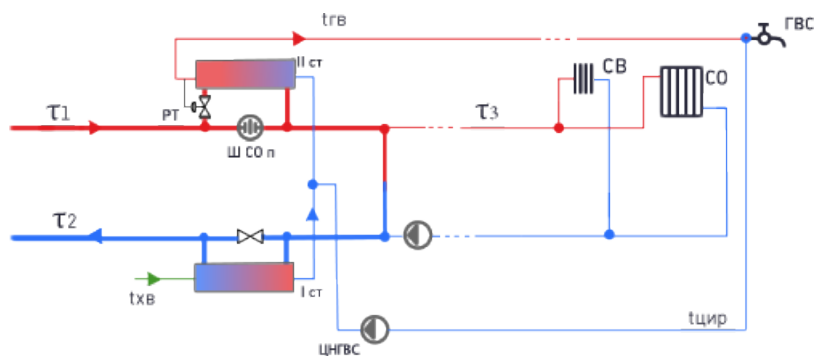 tгв
ГВС
II ст
СВ
СО
τ1
РТ
τ3
Ш СО п
τ2
tхв
I ст
tцир
ЦНГВС